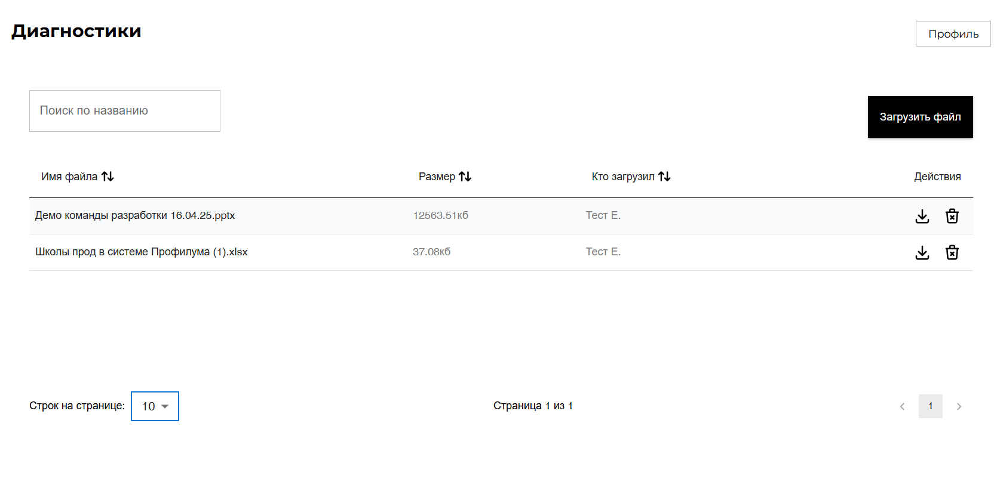 Диагностики
Профиль
Поиск по названию
Загрузить файл
Имя файла Размер Кто загрузил Действия
Демо команды разработки 16.04.25.pptx 12563.51кб Тест Е.
Школы прод в системе Профилума (1).xlsx 37.08кб Тест Е.
Строк на странице: 10 Страница 1 из 1 1